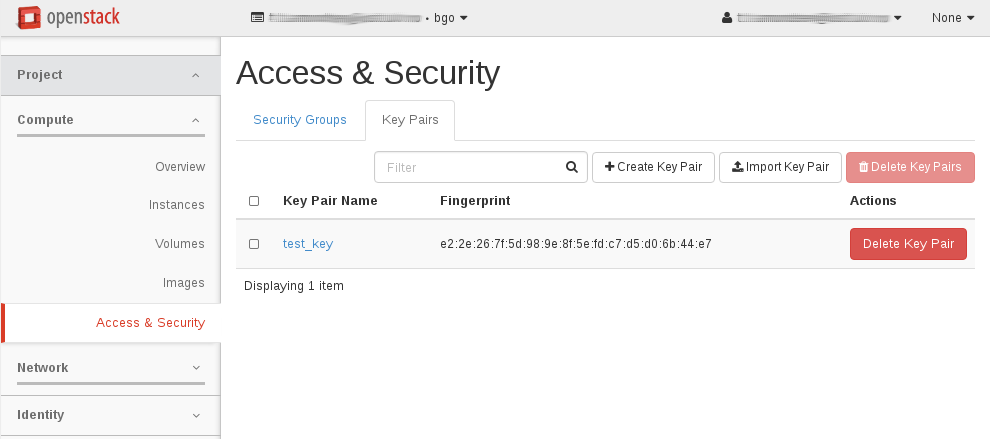 openstack • bgo None
Project
Access & Security
Compute
Security Groups Key Pairs
Overview
Filter Create Key Pair Import Key Pair Delete Key Pairs
Instances
Key Pair Name Fingerprint Actions
Volumes
test_key e2:2e:26:7f:5d:98:9e:8f:5e:fd:c7:d5:d0:6b:44:e7 Delete Key Pair
Images
Displaying 1 item
Access & Security
Network
Identity